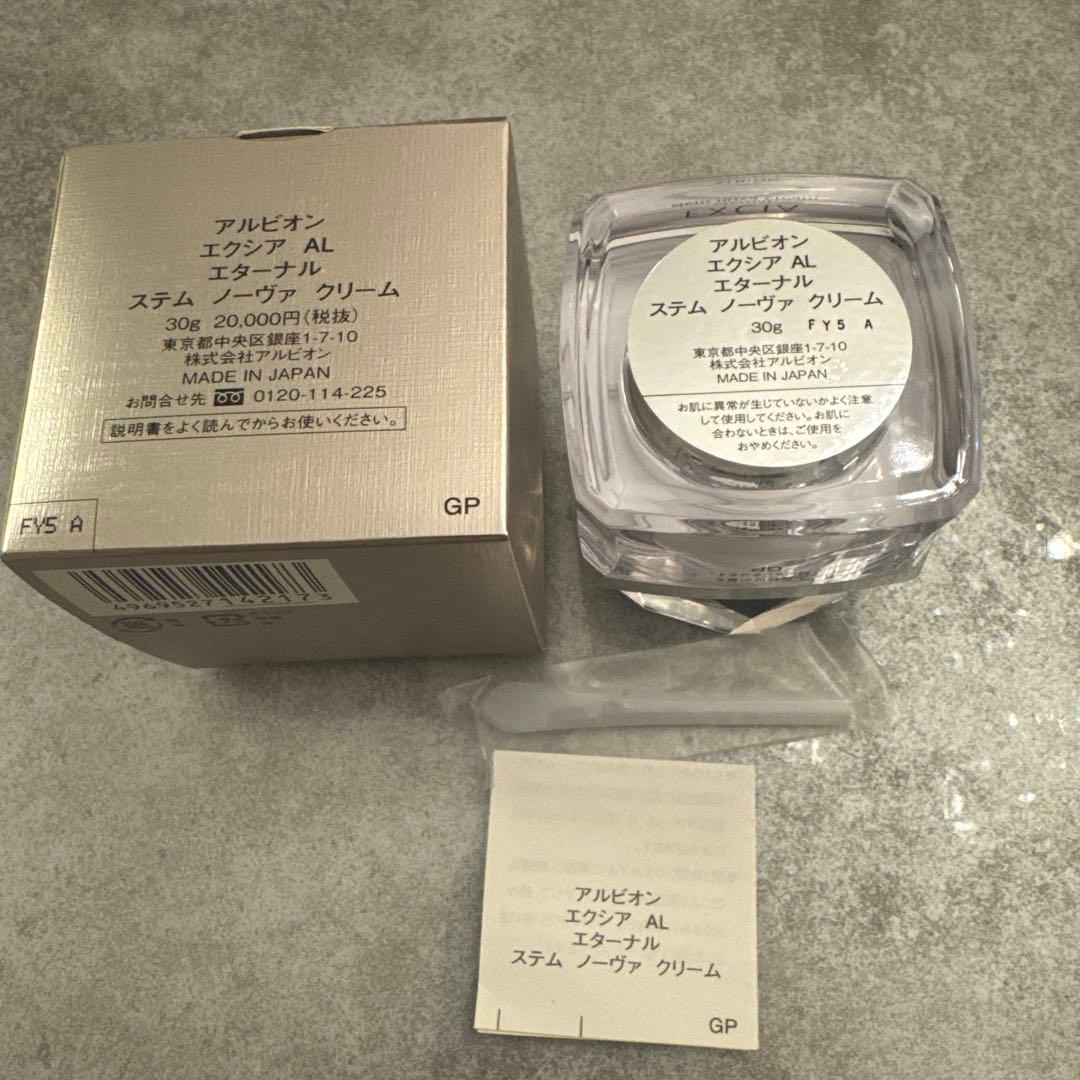 アルビオン
エクシア AL
エターナル
ステム ノーヴァ クリーム
30g 20,000円(税抜)
東京都中央区銀座1-7-10
株式会社アルビオン
MADE IN JAPAN
お問合せ先 0120-114-225
説明書をよく読んでからお使いください。
FY5 A
GP
4969527142173
アルビオン
エクシア AL
エターナル
ステム ノーヴァ クリーム
30g FY5 A
東京都中央区銀座1-7-10
株式会社アルビオン
MADE IN JAPAN
お肌に異常が生じていないかよく注意
して使用してください。お肌に
合わないときは、ご使用を
おやめください。
GP
アルビオン
エクシア AL
エターナル
ステム ノーヴァ クリーム
GP